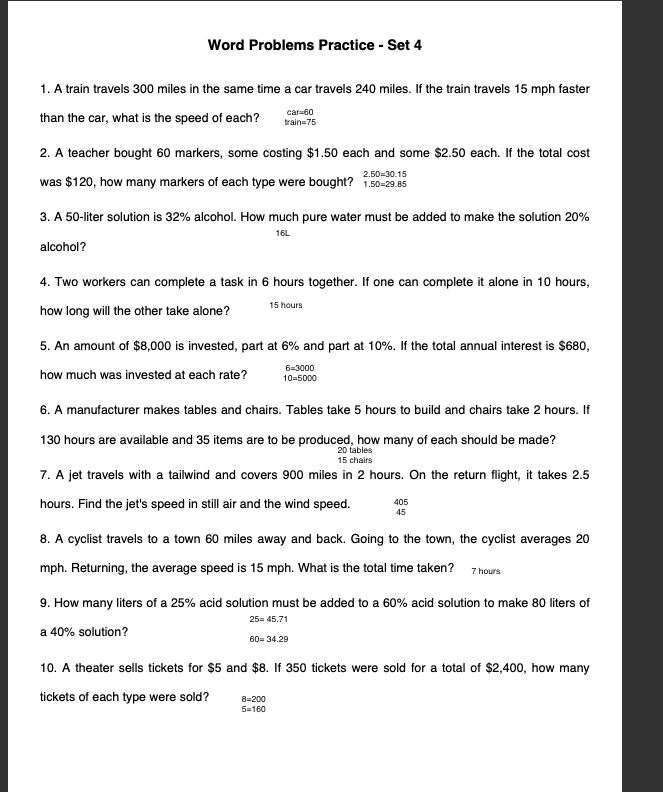 Word Problems Practice - Set 4
1. A train travels 300 miles in the same time a car travels 240 miles. If the train travels 15 mph faster
than the car, what is the speed of each?
car=60
train=75
2. A teacher bought 60 markers, some costing $1.50 each and some $2.50 each. If the total cost
was $120, how many markers of each type were bought?
2.50=30.15
1.50=29.85
3. A 50-liter solution is 32% alcohol. How much pure water must be added to make the solution 20%
16L
alcohol?
4. Two workers can complete a task in 6 hours together. If one can complete it alone in 10 hours,
how long will the other take alone?
15 hours
5. An amount of $8,000 is invested, part at 6% and part at 10%. If the total annual interest is $680,
how much was invested at each rate?
6=3000
10=5000
6. A manufacturer makes tables and chairs. Tables take 5 hours to build and chairs take 2 hours. If
130 hours are available and 35 items are to be produced, how many of each should be made?
20 tables
15 chairs
7. A jet travels with a tailwind and covers 900 miles in 2 hours. On the return flight, it takes 2.5
hours. Find the jet's speed in still air and the wind speed.
405
45
8. A cyclist travels to a town 60 miles away and back. Going to the town, the cyclist averages 20
mph. Returning, the average speed is 15 mph. What is the total time taken?
7 hours
9. How many liters of a 25% acid solution must be added to a 60% acid solution to make 80 liters of
25= 45.71
a 40% solution?
60= 34.29
10. A theater sells tickets for $5 and $8. If 350 tickets were sold for a total of $2,400, how many
tickets of each type were sold?
8=200
5=160